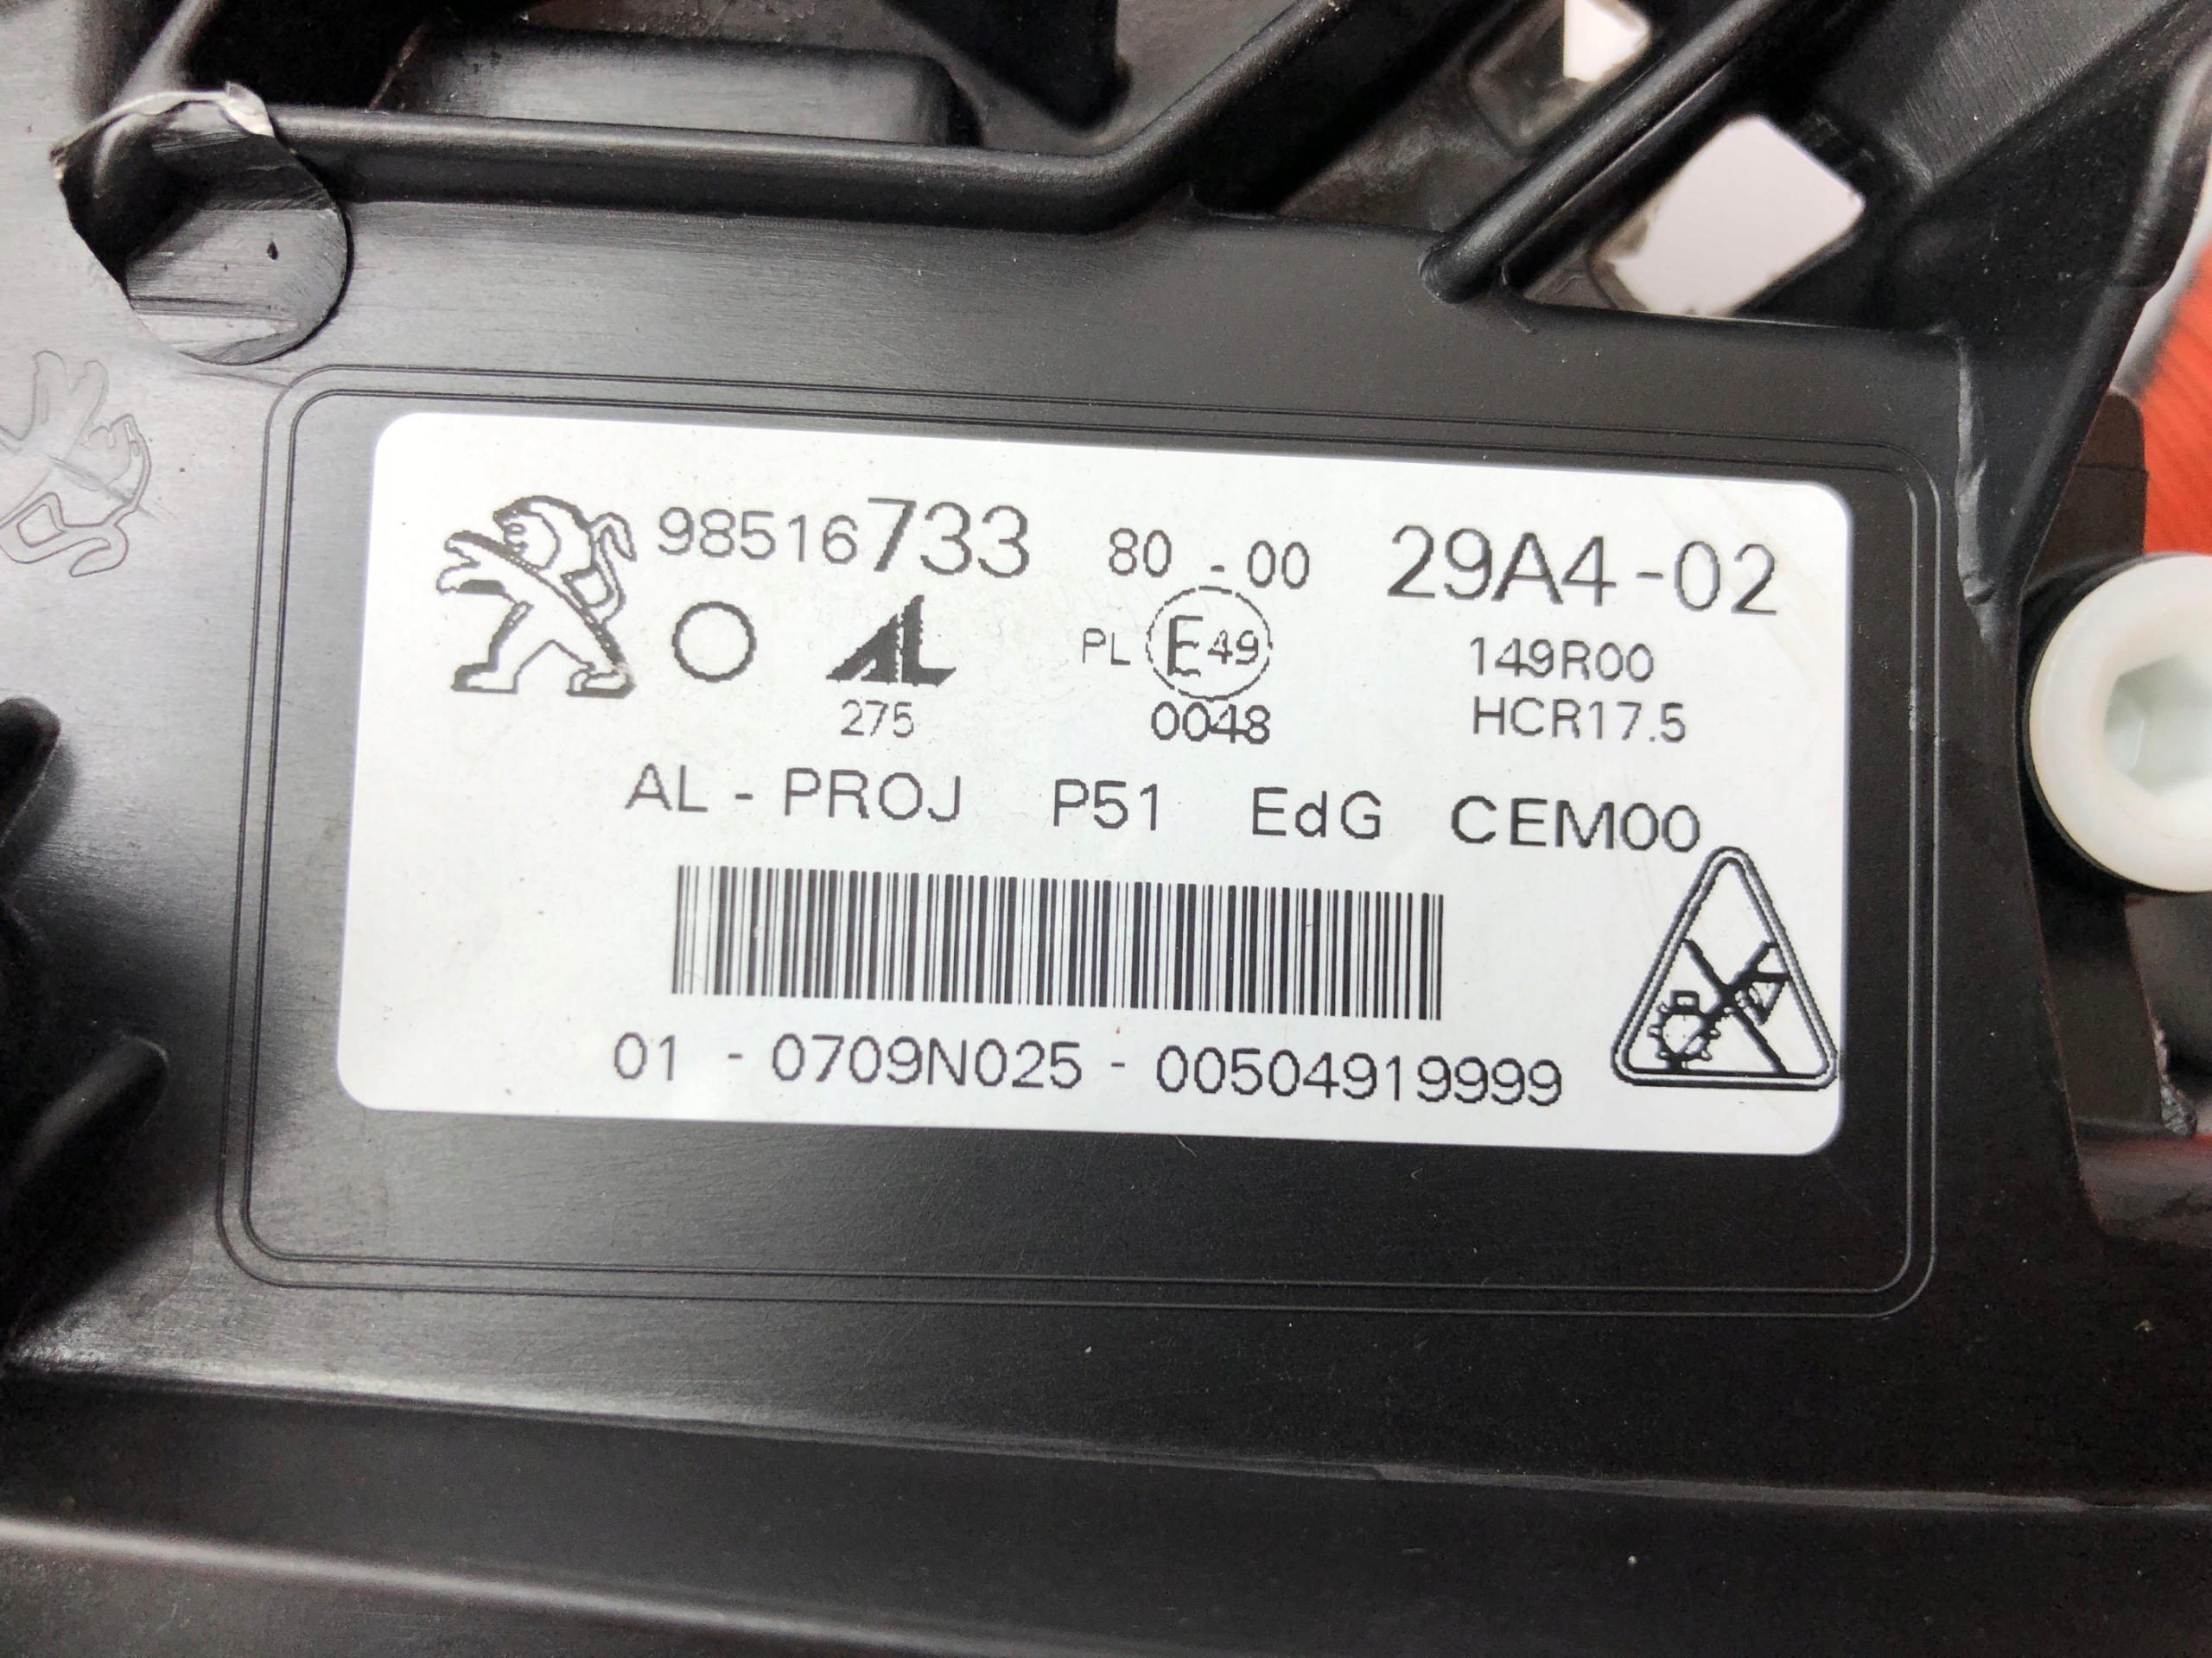 98516733 80 - 00 29A4-02
PL E49 149R00
275 0048 HCR17.5
AL - PROJ P51 EdG CEM00
01 - 0709N025 - 00504919999